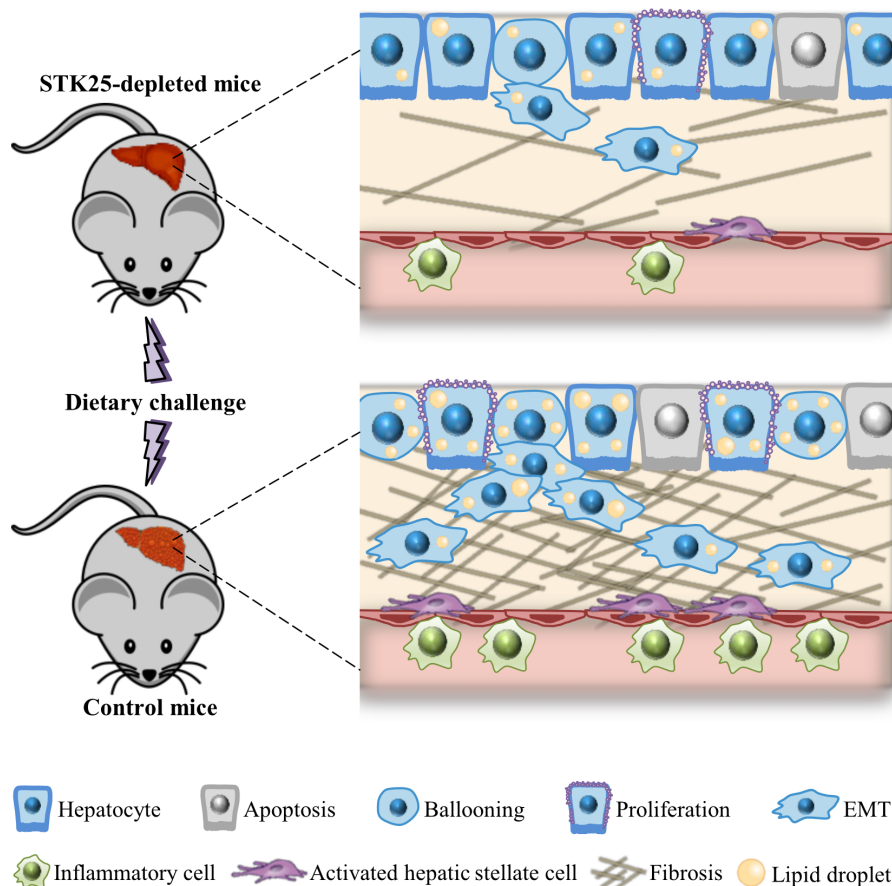 STK25-depleted mice
Dietary challenge
Control mice
Hepatocyte
Apoptosis
Ballooning
Proliferation
EMT
Inflammatory cell
Activated hepatic stellate cell
Fibrosis
Lipid droplet